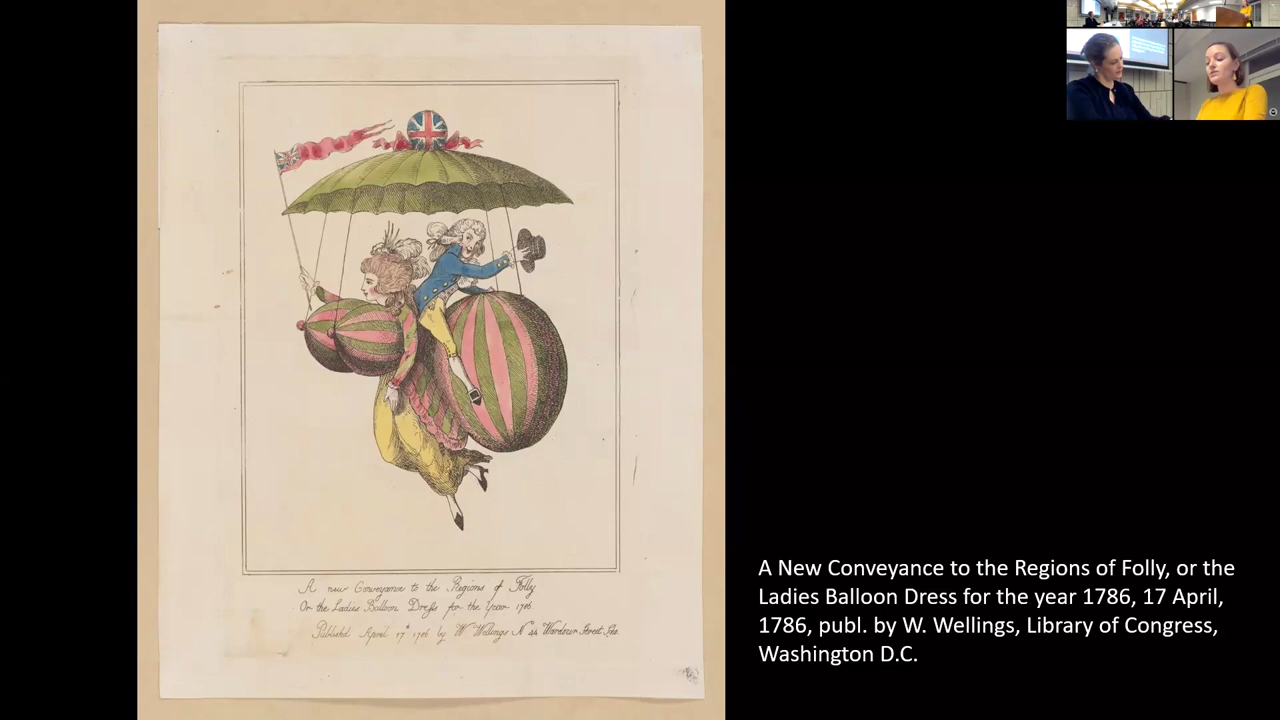 A new Conveyance to the Regions of Folly
Or the Ladies Balloon Dress for the Year 1786
Publishd April 17th 1786 by W Wellings No 44 Wardour Street Soho.
A New Conveyance to the Regions of Folly, or the
Ladies Balloon Dress for the year 1786, 17 April,
1786, publ. by W. Wellings, Library of Congress,
Washington D.C.